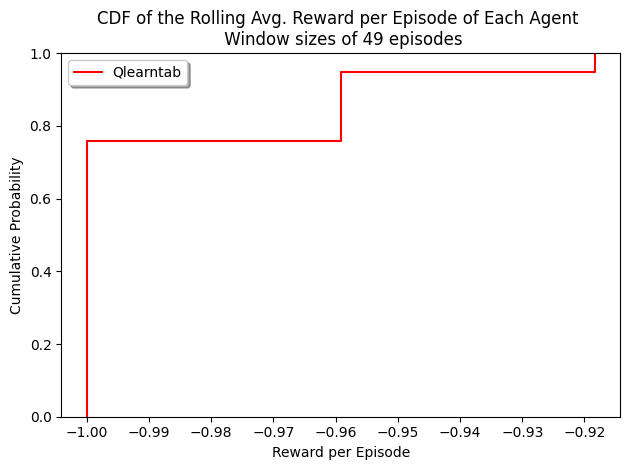 CDF of the Rolling Avg. Reward per Episode of Each Agent
Window sizes of 49 episodes
Qlearntab
Cumulative Probability
1.0
0.8
0.6
0.4
0.2
0.0
−1.00 −0.99 −0.98 −0.97 −0.96 −0.95 −0.94 −0.93 −0.92
Reward per Episode